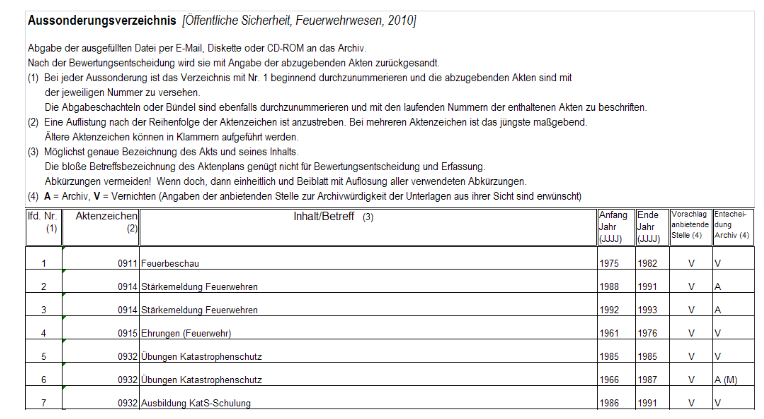 Aussonderungsverzeichnis [Öffentliche Sicherheit, Feuerwehrwesen, 2010]
Abgabe der ausgefüllten Datei per E-Mail, Diskette oder CD-ROM an das Archiv.
Nach der Bewertungsentscheidung wird sie mit Angabe der abzugebenden Akten zurückgesandt.
(1) Bei jeder Aussonderung ist das Verzeichnis mit Nr. 1 beginnend durchzunummerieren und die abzugebenden Akten sind mit
der jeweiligen Nummer zu versehen.
Die Abgabeschachteln oder Bündel sind ebenfalls durchzunummerieren und mit den laufenden Nummern der enthaltenen Akten zu beschriften.
(2) Eine Auflistung nach der Reihenfolge der Aktenzeichen ist anzustreben. Bei mehreren Aktenzeichen ist das jüngste maßgebend.
Ältere Aktenzeichen können in Klammern aufgeführt werden.
(3) Möglichst genaue Bezeichnung des Akts und seines Inhalts.
Die bloße Betreffsbezeichnung des Aktenplans genügt nicht für Bewertungsentscheidung und Erfassung.
Abkürzungen vermeiden! Wenn doch, dann einheitlich und Beiblatt mit Auflösung aller verwendeten Abkürzungen.
(4) A = Archiv, V = Vernichten (Angaben der anbietenden Stelle zur Archivwürdigkeit der Unterlagen aus ihrer Sicht sind erwünscht)
lfd. Nr. Aktenzeichen Inhalt/Betreff (3) Anfang Ende Vorschlag Entschei-
(1) (2) Jahr Jahr anbietende dung
(JJJJ) (JJJJ) Stelle (4) Archiv (4)
1 0911 Feuerbeschau 1975 1982 V V
2 0914 Stärkemeldung Feuerwehren 1988 1991 V A
3 0914 Stärkemeldung Feuerwehren 1992 1993 V A
4 0915 Ehrungen (Feuerwehr) 1961 1976 V V
5 0932 Übungen Katastrophenschutz 1985 1985 V V
6 0932 Übungen Katastrophenschutz 1966 1987 V A (M)
7 0932 Ausbildung KatS-Schulung 1986 1991 V V